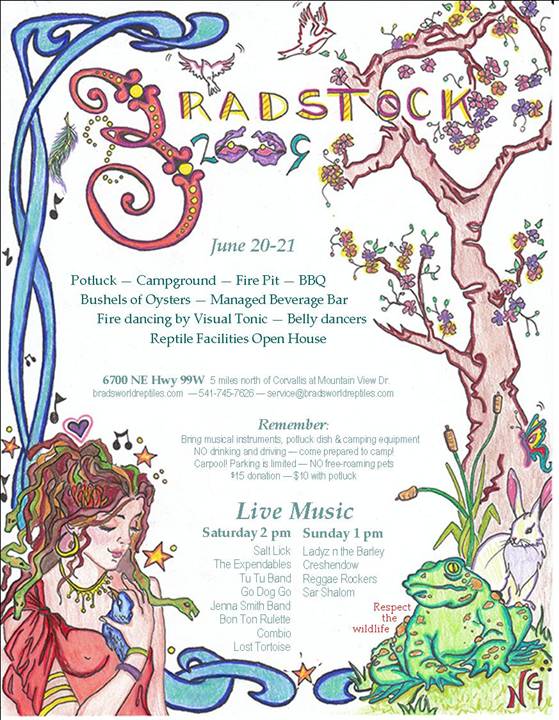 BRADSTOCK
2009
June 20-21
Potluck — Campground — Fire Pit — BBQ
Bushels of Oysters — Managed Beverage Bar
Fire dancing by Visual Tonic — Belly dancers
Reptile Facilities Open House
6700 NE Hwy 99W 5 miles north of Corvallis at Mountain View Dr.
bradsworldreptiles.com — 541-745-7626 — service@bradsworldreptiles.com
Remember:
Bring musical instruments, potluck dish & camping equipment
NO drinking and driving — come prepared to camp!
Carpool! Parking is limited — NO free-roaming pets
$15 donation — $10 with potluck
Live Music
Saturday 2 pm
Salt Lick
The Expendables
Tu Tu Band
Go Dog Go
Jenna Smith Band
Bon Ton Rulette
Combio
Lost Tortoise
Sunday 1 pm
Ladyz n the Barley
Creshendow
Reggae Rockers
Sar Shalom
Respect
the
wildlife
NG